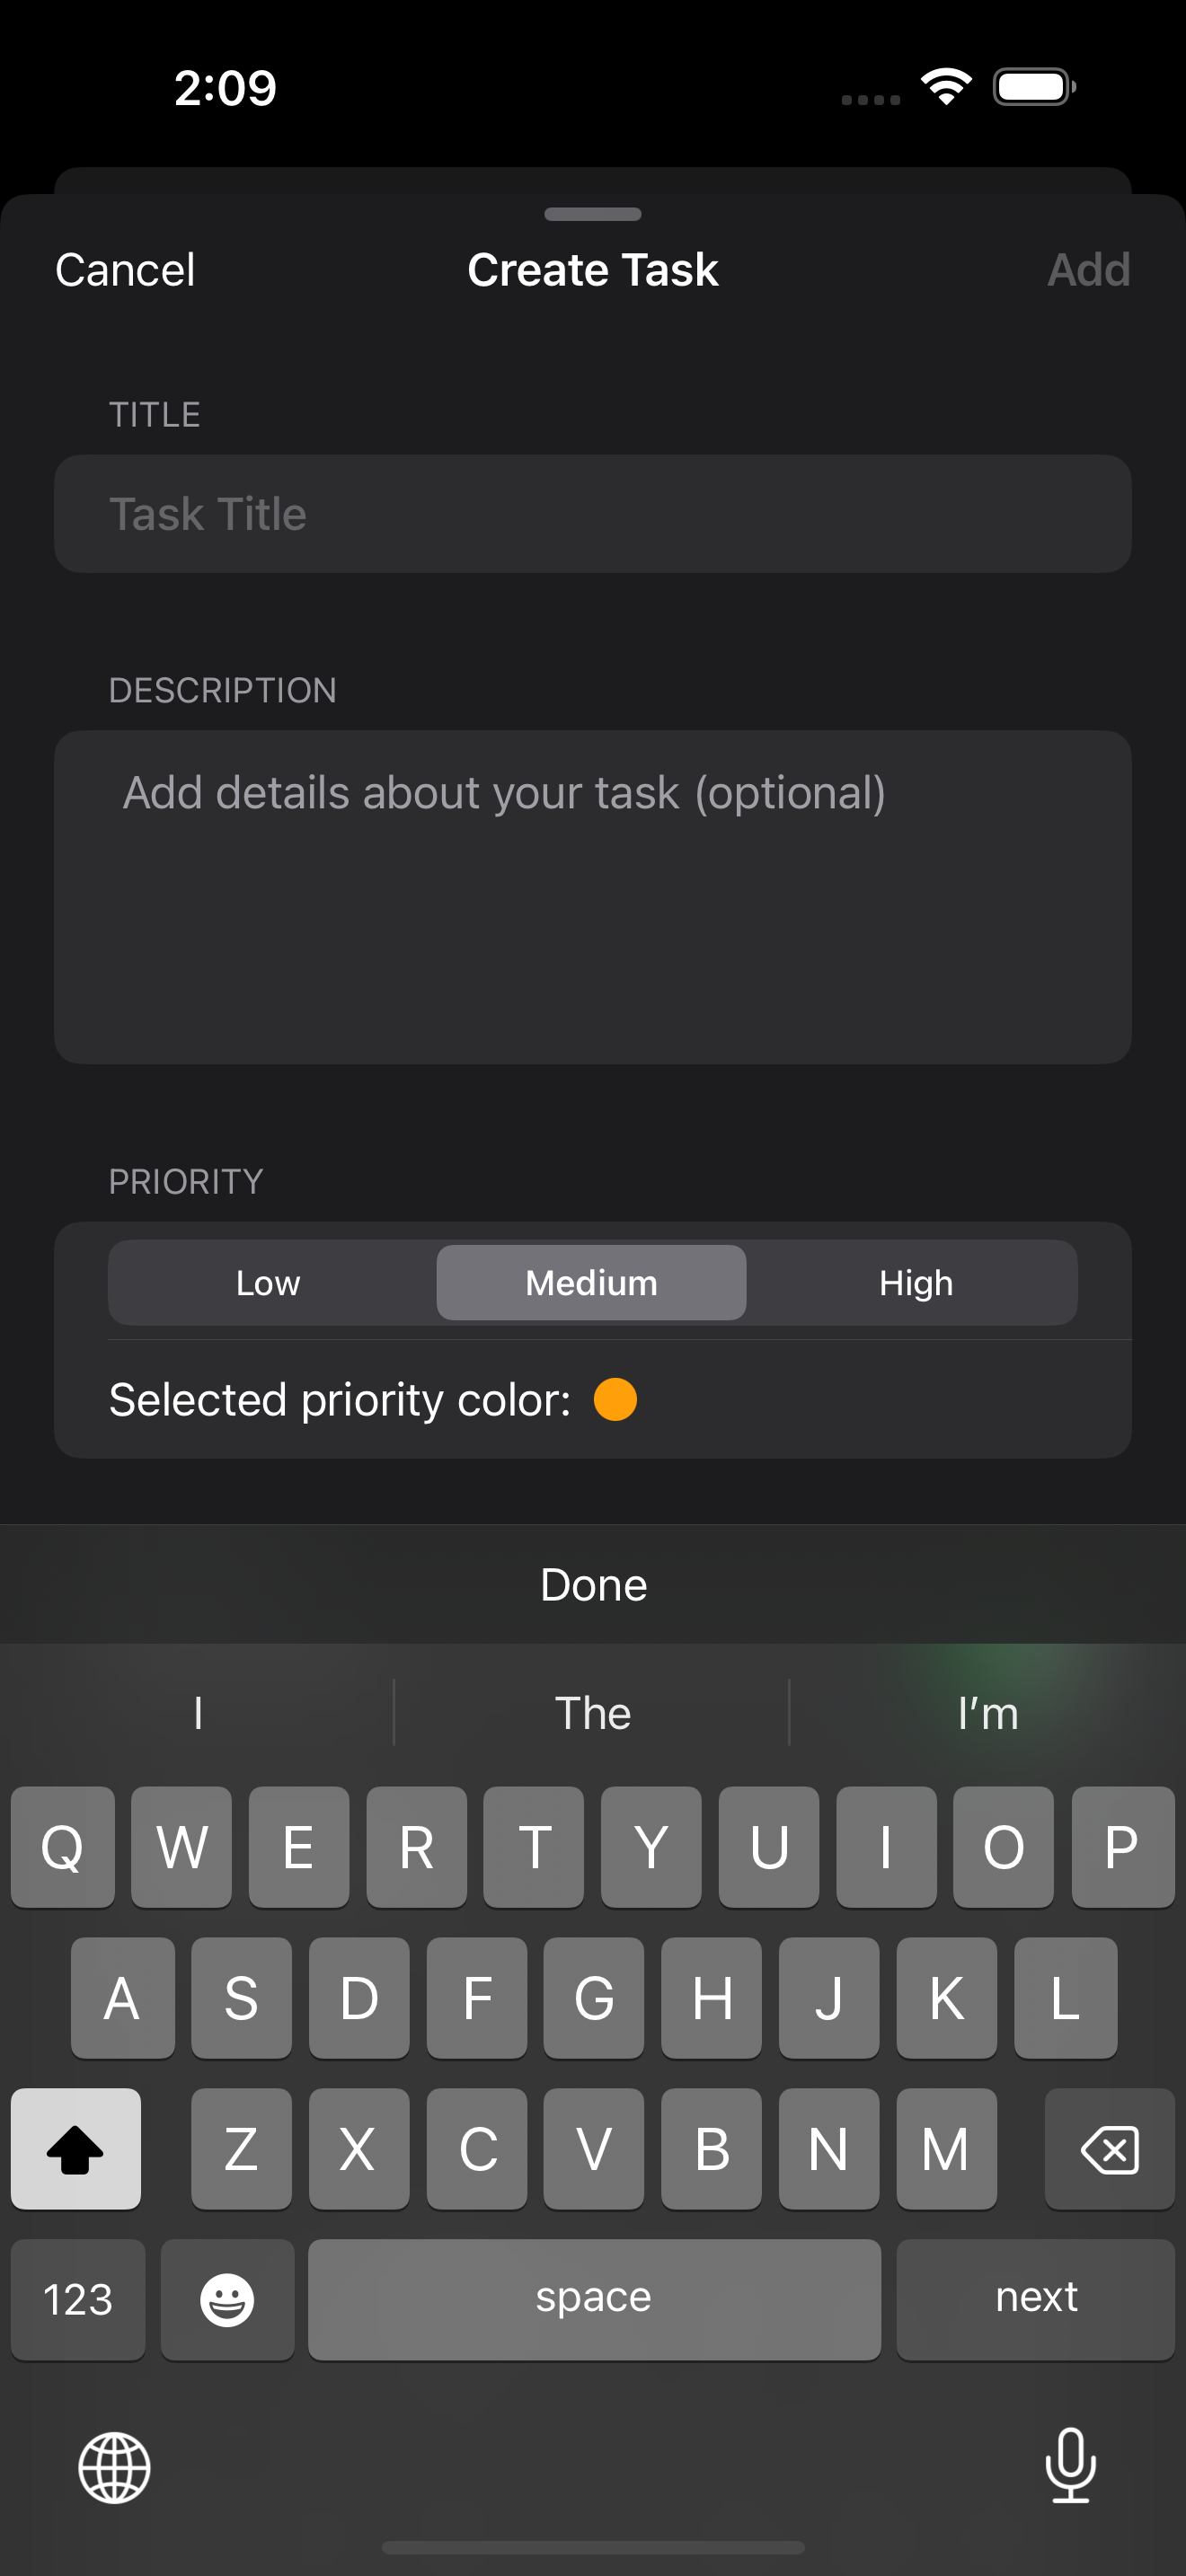 2:09
Cancel Create Task Add
TITLE
Task Title
DESCRIPTION
Add details about your task (optional)
PRIORITY
Low Medium High
Selected priority color:
Done
I The I’m
Q W E R T Y U I O P
A S D F G H J K L
Z X C V B N M
123 space next